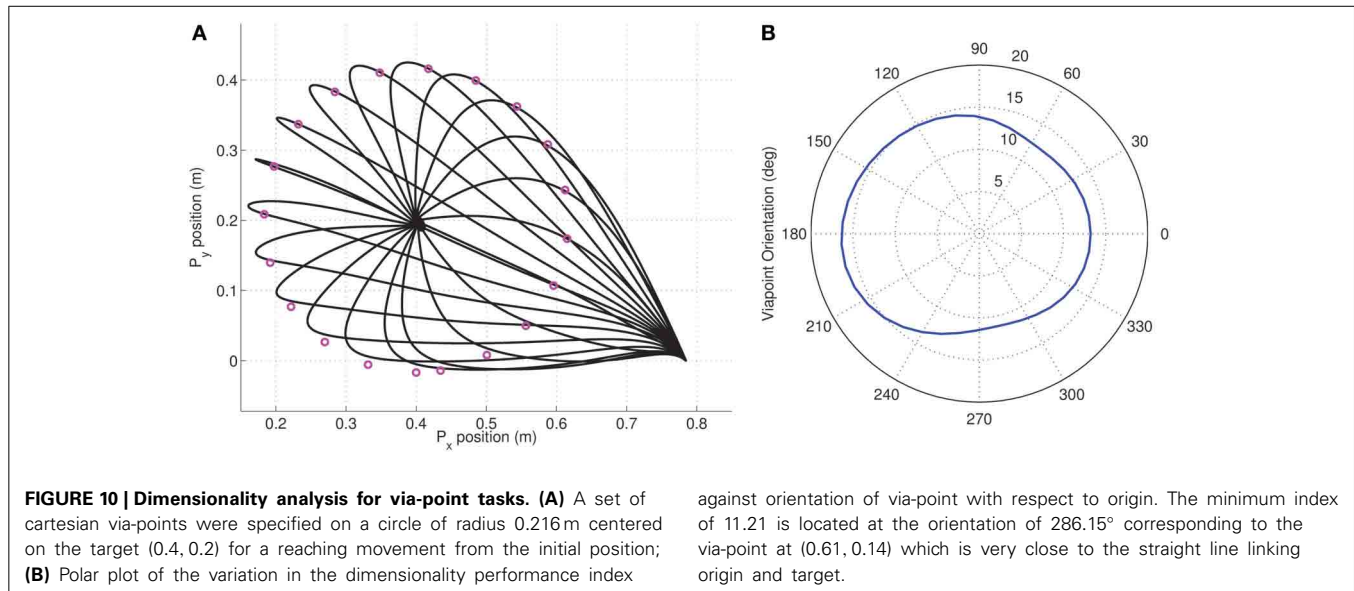 A
0.4
0.3
0.2
0.1
0
P_y position (m)
0.2 0.3 0.4 0.5 0.6 0.7 0.8
P_x position (m)
B
90
120 60
20
15
10
5
150 30
180 0
210 330
240 300
270
Viapoint Orientation (deg)
FIGURE 10 | Dimensionality analysis for via-point tasks. (A) A set of
cartesian via-points were specified on a circle of radius 0.216 m centered
on the target (0.4, 0.2) for a reaching movement from the initial position;
(B) Polar plot of the variation in the dimensionality performance index
against orientation of via-point with respect to origin. The minimum index
of 11.21 is located at the orientation of 286.15° corresponding to the
via-point at (0.61, 0.14) which is very close to the straight line linking
origin and target.